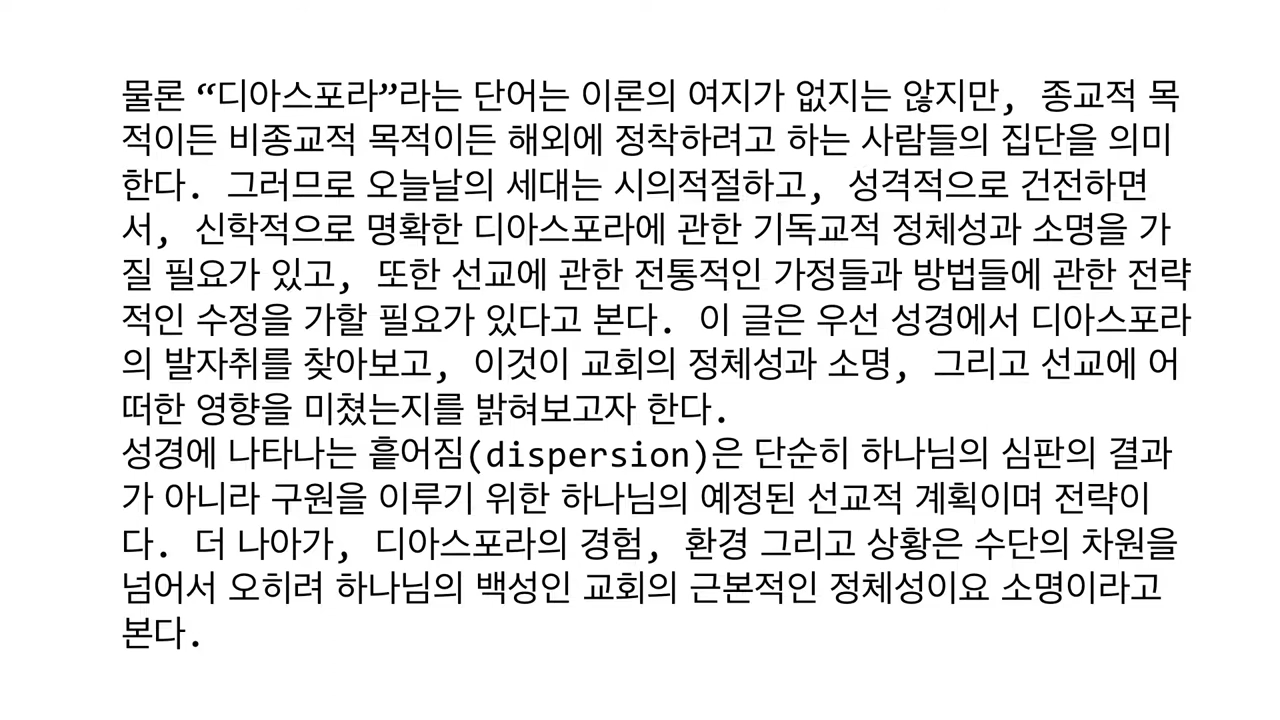 물론 “디아스포라”라는 단어는 이론의 여지가 없지는 않지만, 종교적 목
적이든 비종교적 목적이든 해외에 정착하려고 하는 사람들의 집단을 의미
한다. 그러므로 오늘날의 세대는 시의적절하고, 성격적으로 건전하면
서, 신학적으로 명확한 디아스포라에 관한 기독교적 정체성과 소명을 가
질 필요가 있고, 또한 선교에 관한 전통적인 가정들과 방법들에 관한 전략
적인 수정을 가할 필요가 있다고 본다. 이 글은 우선 성경에서 디아스포라
의 발자취를 찾아보고, 이것이 교회의 정체성과 소명, 그리고 선교에 어
떠한 영향을 미쳤는지를 밝혀보고자 한다.
성경에 나타나는 흩어짐(dispersion)은 단순히 하나님의 심판의 결과
가 아니라 구원을 이루기 위한 하나님의 예정된 선교적 계획이며 전략이
다. 더 나아가, 디아스포라의 경험, 환경 그리고 상황은 수단의 차원을
넘어서 오히려 하나님의 백성인 교회의 근본적인 정체성이요 소명이라고
본다.